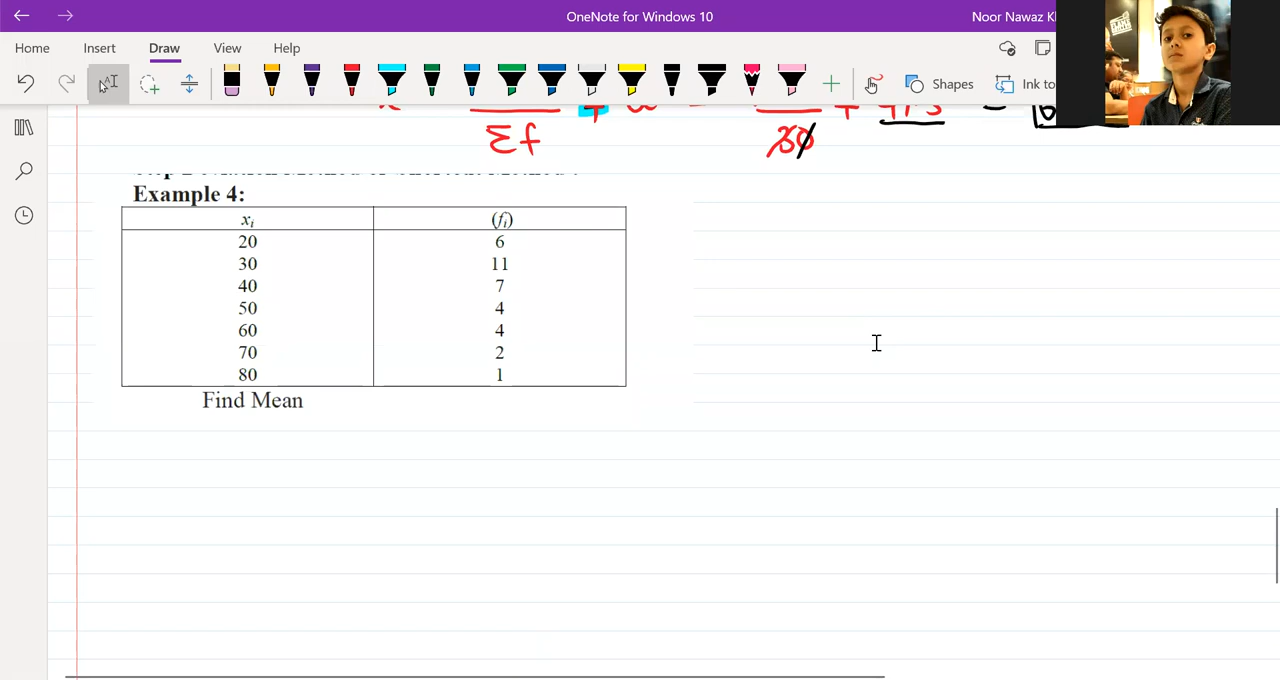 OneNote for Windows 10
Noor Nawaz K
Home Insert Draw View Help
Shapes Ink to
Σf + 30 + =
Example 4:
xᵢ (fᵢ)
20 6
30 11
40 7
50 4
60 4
70 2
80 1
Find Mean